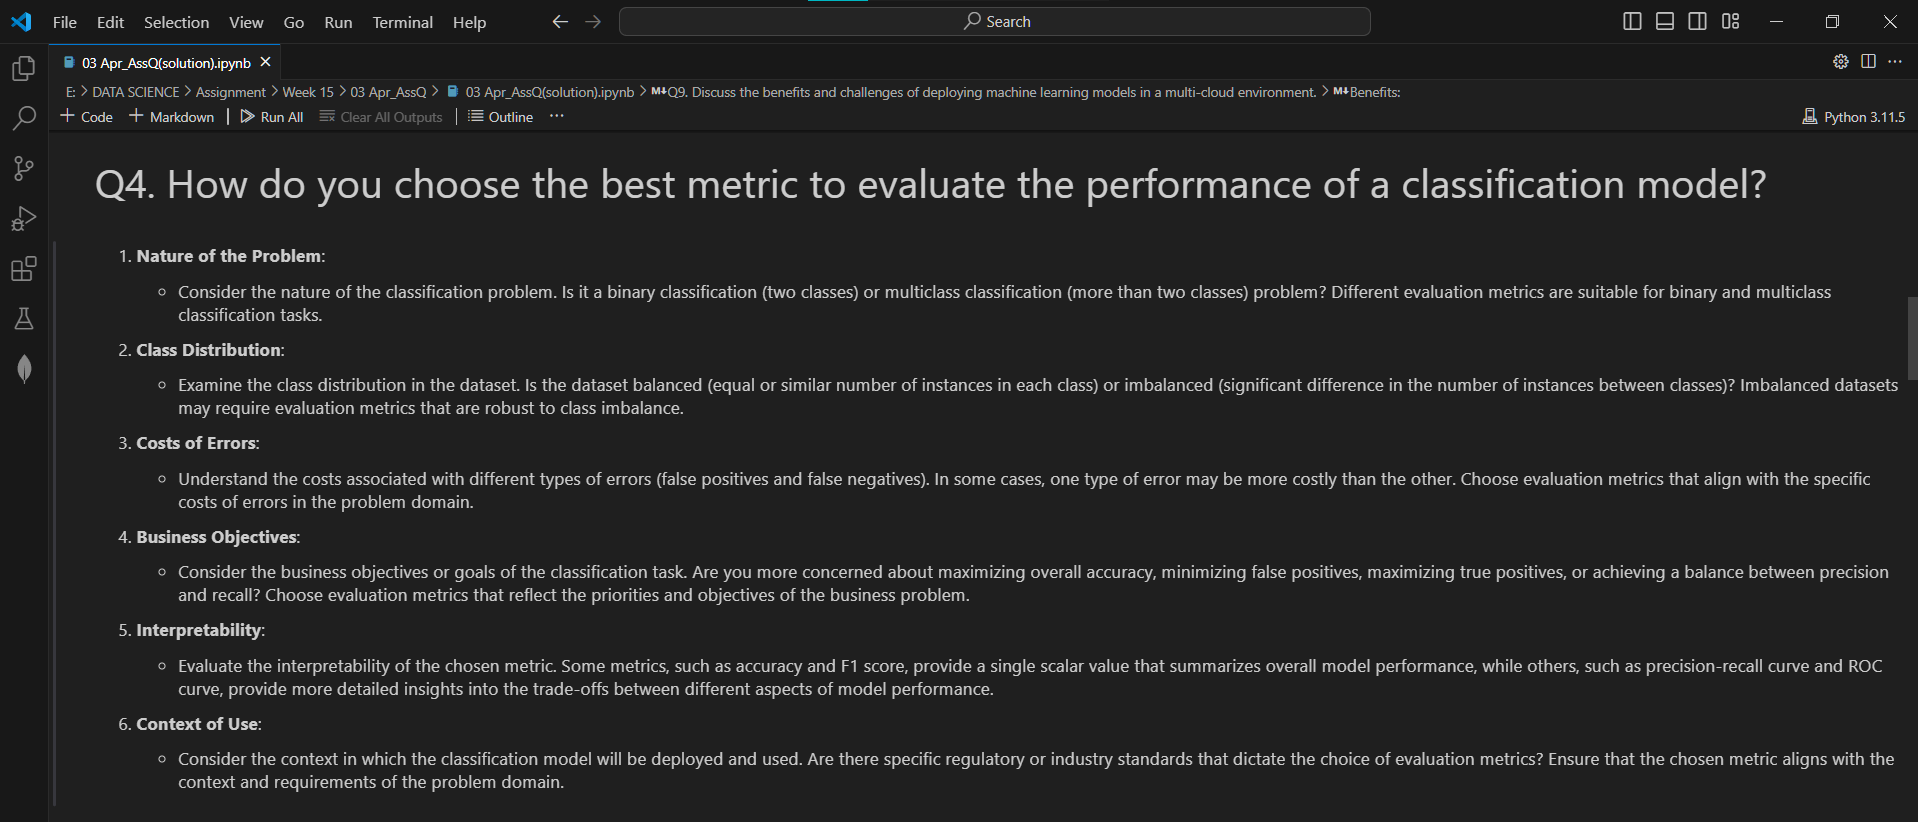 File Edit Selection View Go Run Terminal Help Search
03 Apr_AssQ(solution).ipynb
E: > DATA SCIENCE > Assignment > Week 15 > 03 Apr_AssQ > 03 Apr_AssQ(solution).ipynb > M↓Q9. Discuss the benefits and challenges of deploying machine learning models in a multi-cloud environment. > M↓Benefits:
+ Code + Markdown | Run All Clear All Outputs | Outline ... Python 3.11.5
Q4. How do you choose the best metric to evaluate the performance of a classification model?
1. Nature of the Problem:
Consider the nature of the classification problem. Is it a binary classification (two classes) or multiclass classification (more than two classes) problem? Different evaluation metrics are suitable for binary and multiclass
classification tasks.
2. Class Distribution:
Examine the class distribution in the dataset. Is the dataset balanced (equal or similar number of instances in each class) or imbalanced (significant difference in the number of instances between classes)? Imbalanced datasets
may require evaluation metrics that are robust to class imbalance.
3. Costs of Errors:
Understand the costs associated with different types of errors (false positives and false negatives). In some cases, one type of error may be more costly than the other. Choose evaluation metrics that align with the specific
costs of errors in the problem domain.
4. Business Objectives:
Consider the business objectives or goals of the classification task. Are you more concerned about maximizing overall accuracy, minimizing false positives, maximizing true positives, or achieving a balance between precision
and recall? Choose evaluation metrics that reflect the priorities and objectives of the business problem.
5. Interpretability:
Evaluate the interpretability of the chosen metric. Some metrics, such as accuracy and F1 score, provide a single scalar value that summarizes overall model performance, while others, such as precision-recall curve and ROC
curve, provide more detailed insights into the trade-offs between different aspects of model performance.
6. Context of Use:
Consider the context in which the classification model will be deployed and used. Are there specific regulatory or industry standards that dictate the choice of evaluation metrics? Ensure that the chosen metric aligns with the
context and requirements of the problem domain.